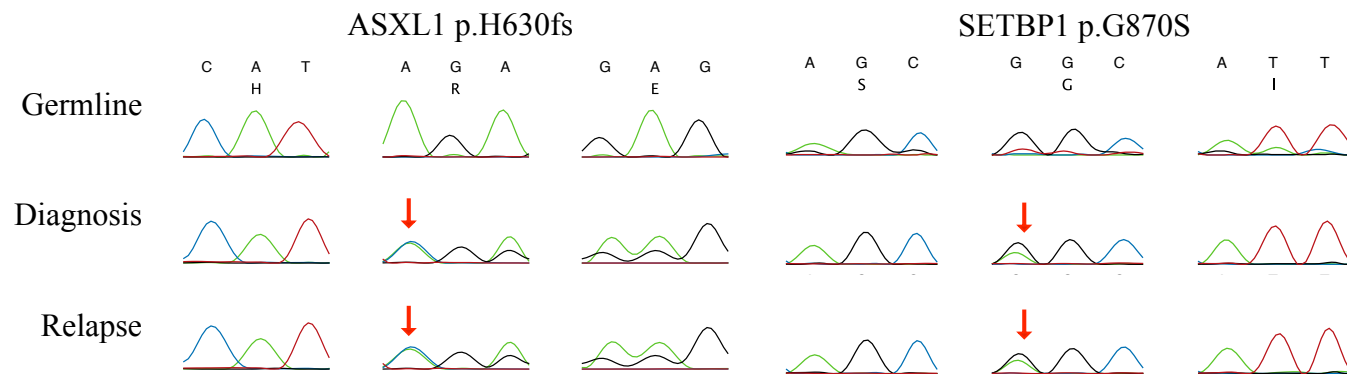 ASXL1 p.H630fs SETBP1 p.G870S
C A T A G A G A G A G C G G C A T T
H R E S G I
Germline
Diagnosis
Relapse